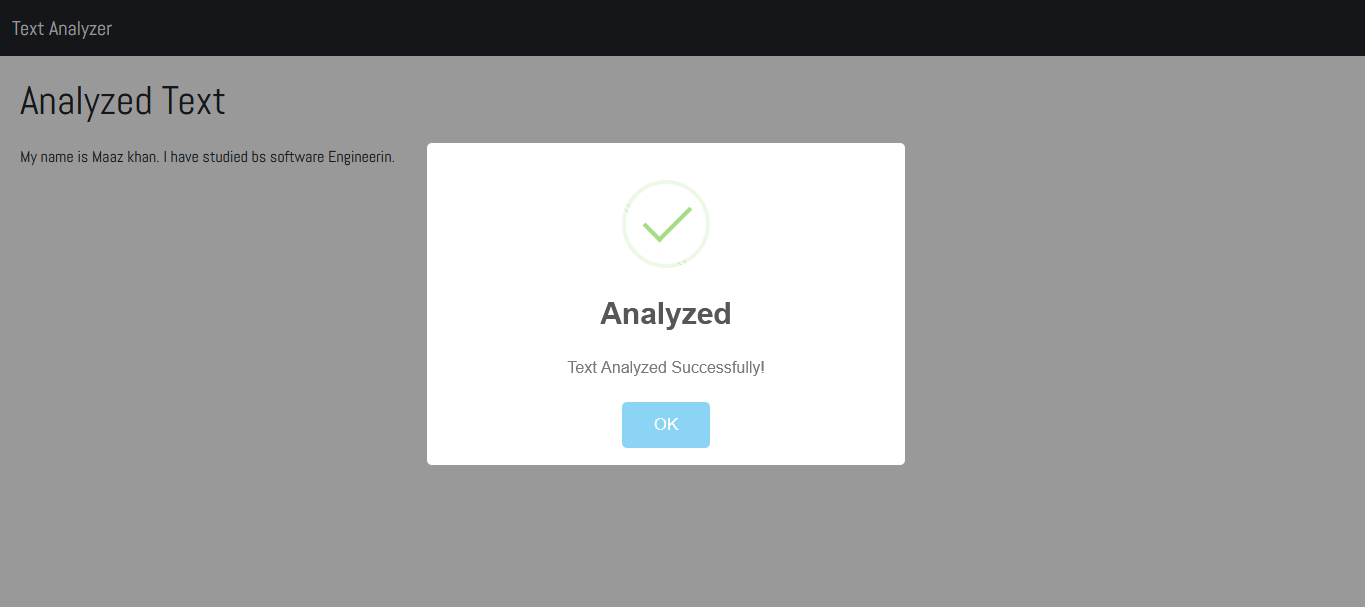 Text Analyzer
Analyzed Text
My name is Maaz khan. I have studied bs software Engineerin.
Analyzed
Text Analyzed Successfully!
OK